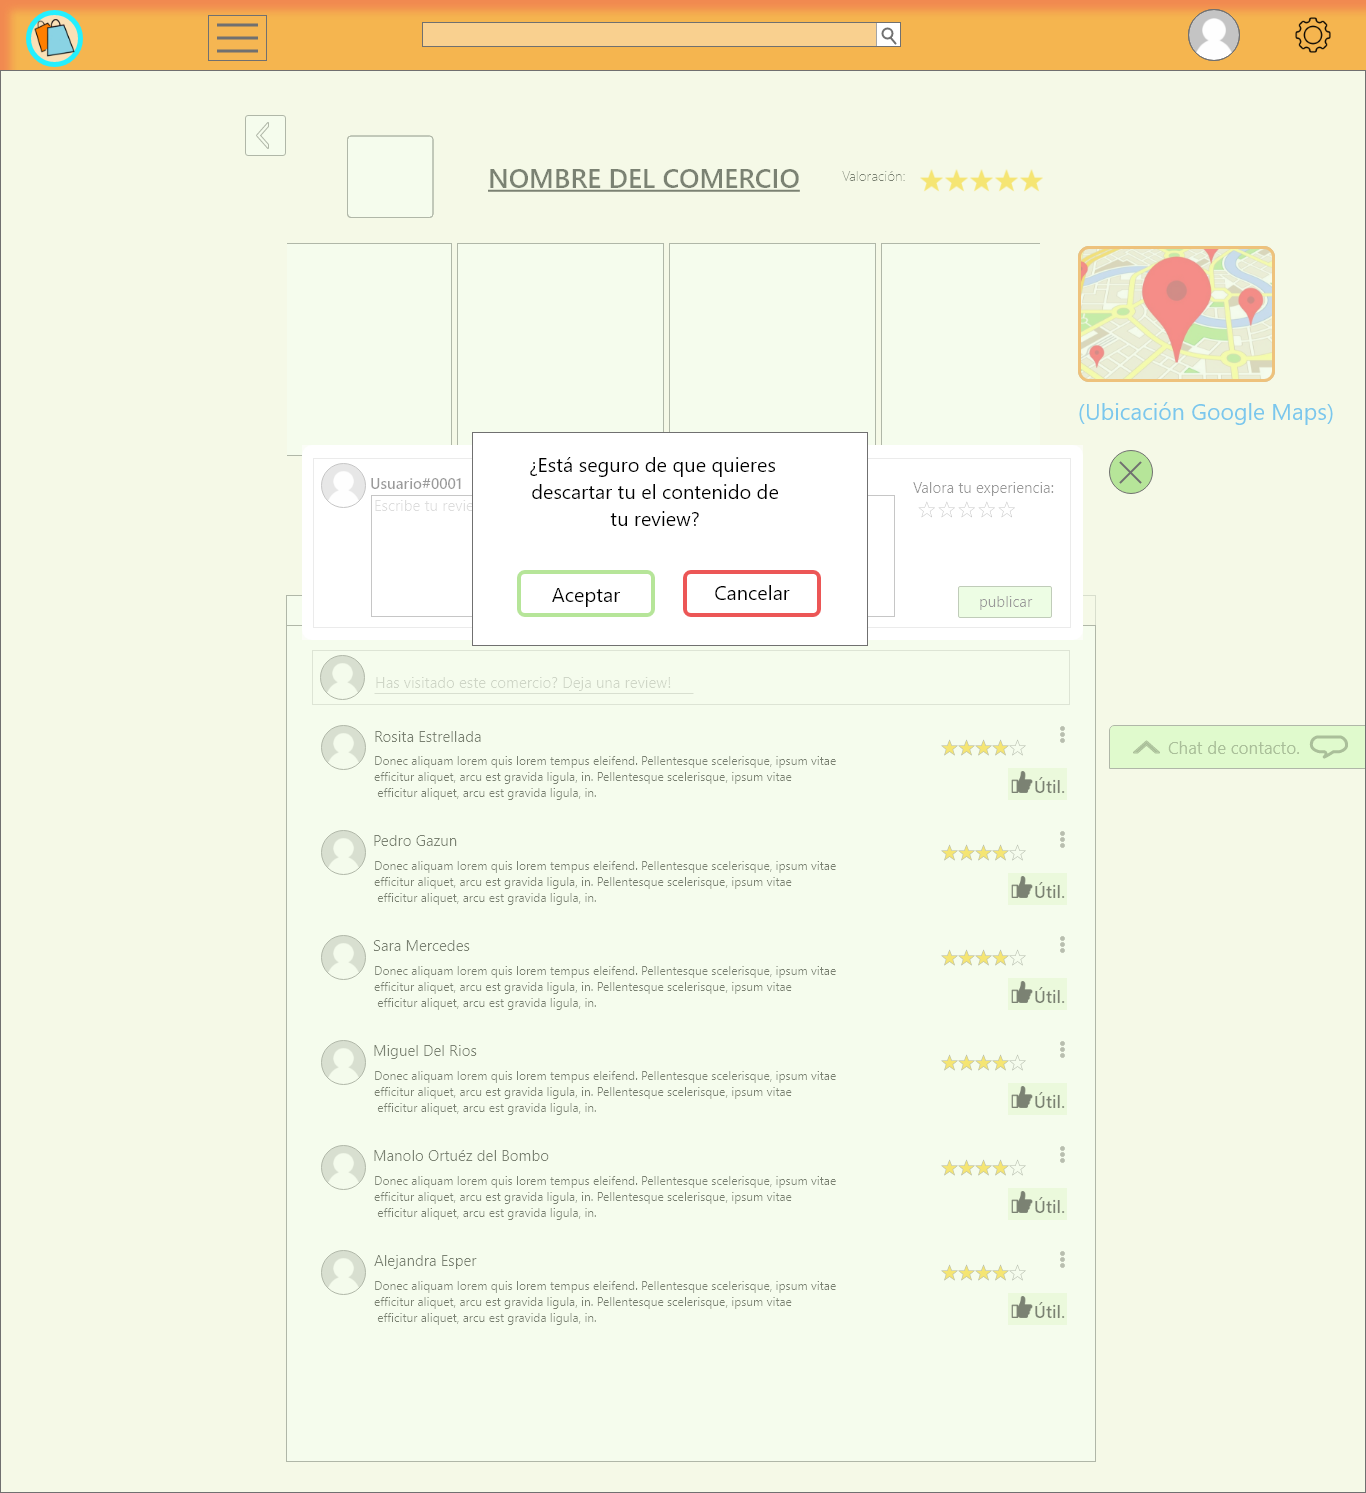 NOMBRE DEL COMERCIO
Valoración:
(Ubicación Google Maps)
¿Está seguro de que quieres
descartar tu el contenido de
tu review?
Aceptar
Cancelar
Usuario#0001
Escribe tu
Valora tu experiencia:
publicar
Has visitado este comercio? Deja una review!
Chat de contacto.
Rosita Estrellada
Donec aliquam lorem quis lorem tempus eleifend. Pellentesque scelerisque, ipsum vitae
efficitur aliquet, arcu est gravida ligula, in. Pellentesque scelerisque, ipsum vitae
efficitur aliquet, arcu est gravida ligula, in.
Útil.
Pedro Gazun
Donec aliquam lorem quis lorem tempus eleifend. Pellentesque scelerisque, ipsum vitae
efficitur aliquet, arcu est gravida ligula, in. Pellentesque scelerisque, ipsum vitae
efficitur aliquet, arcu est gravida ligula, in.
Útil.
Sara Mercedes
Donec aliquam lorem quis lorem tempus eleifend. Pellentesque scelerisque, ipsum vitae
efficitur aliquet, arcu est gravida ligula, in. Pellentesque scelerisque, ipsum vitae
efficitur aliquet, arcu est gravida ligula, in.
Útil.
Miguel Del Rios
Donec aliquam lorem quis lorem tempus eleifend. Pellentesque scelerisque, ipsum vitae
efficitur aliquet, arcu est gravida ligula, in. Pellentesque scelerisque, ipsum vitae
efficitur aliquet, arcu est gravida ligula, in.
Útil.
Manolo Ortuéz del Bombo
Donec aliquam lorem quis lorem tempus eleifend. Pellentesque scelerisque, ipsum vitae
efficitur aliquet, arcu est gravida ligula, in. Pellentesque scelerisque, ipsum vitae
efficitur aliquet, arcu est gravida ligula, in.
Útil.
Alejandra Esper
Donec aliquam lorem quis lorem tempus eleifend. Pellentesque scelerisque, ipsum vitae
efficitur aliquet, arcu est gravida ligula, in. Pellentesque scelerisque, ipsum vitae
efficitur aliquet, arcu est gravida ligula, in.
Útil.